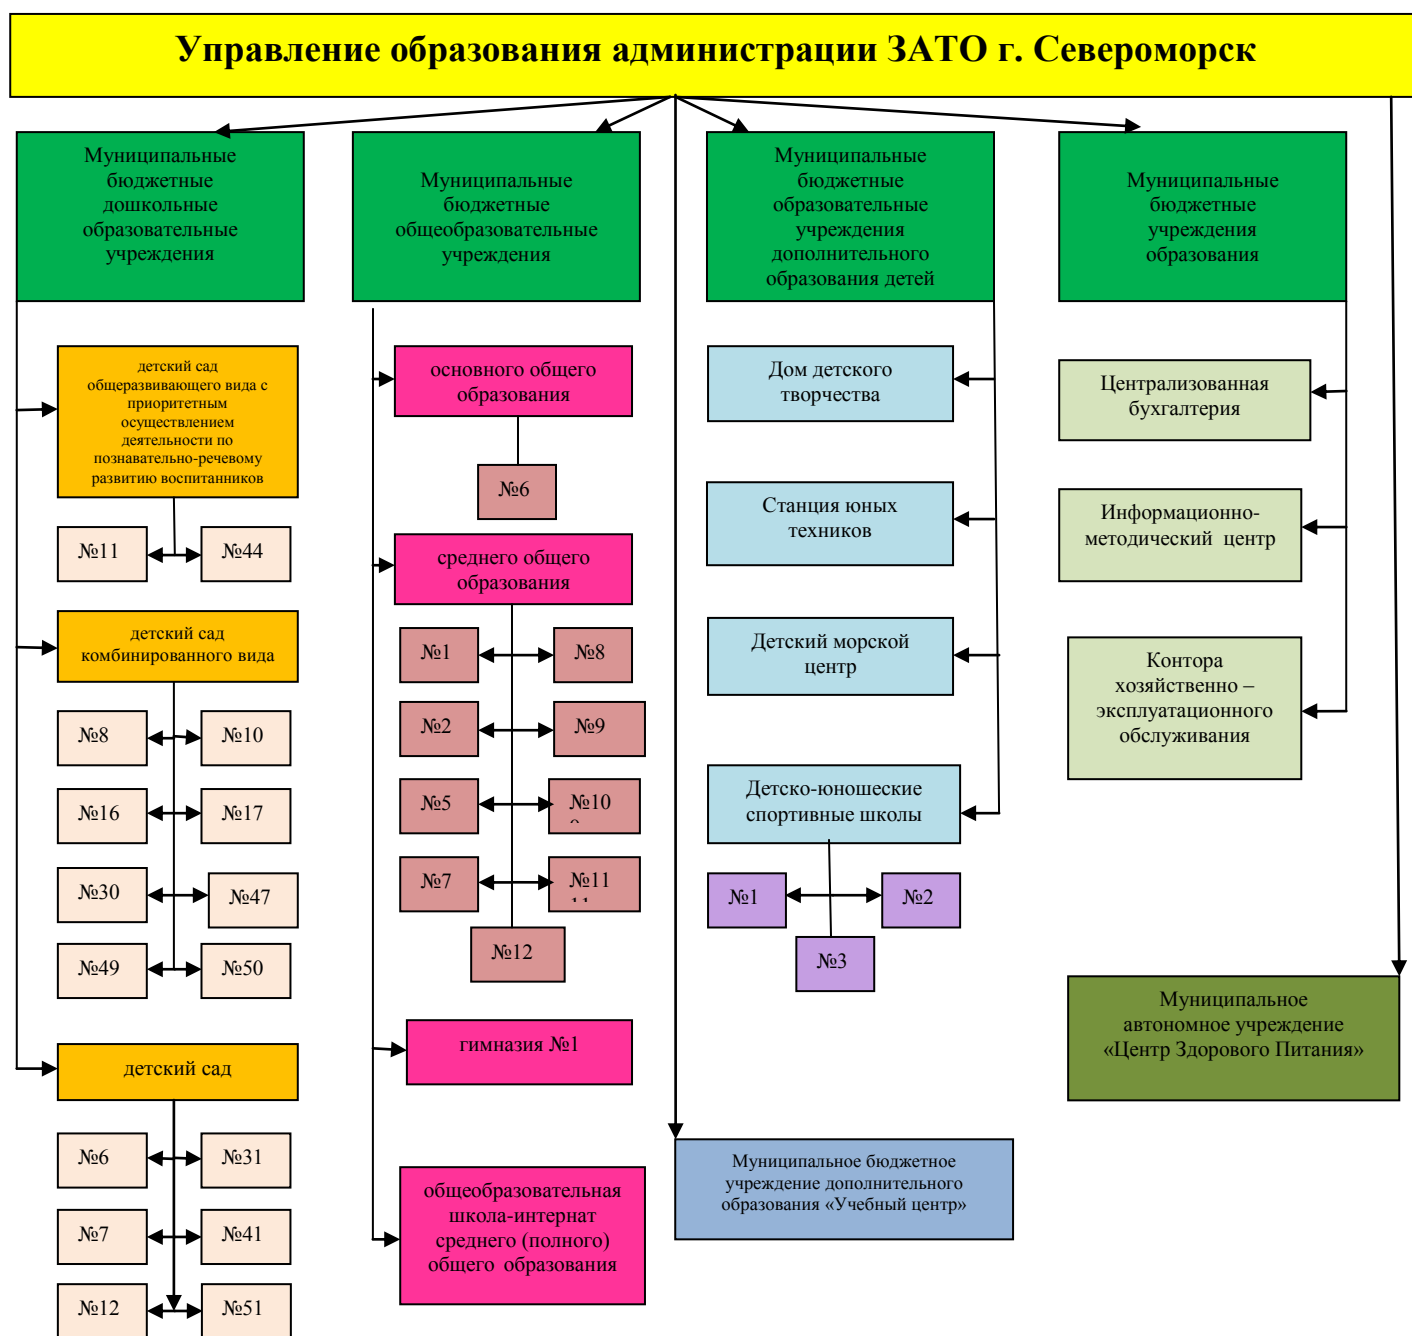 Управление образования администрации ЗАТО г. Североморск
Муниципальные
бюджетные
дошкольные
образовательные
учреждения
детский сад
общеразвивающего вида с
приоритетным
осуществлением
деятельности по
познавательно-речевому
развитию воспитанников
№11
№44
детский сад
комбинированного вида
№8
№10
№16
№17
№30
№47
№49
№50
детский сад
№6
№31
№7
№41
№12
№51
Муниципальные
бюджетные
общеобразовательные
учреждения
основного общего
образования
№6
среднего общего
образования
№1
№8
№2
№9
№5
№10
№7
№11
№12
гимназия №1
общеобразовательная
школа-интернат
среднего (полного)
общего образования
Муниципальные
бюджетные
образовательные
учреждения
дополнительного
образования детей
Дом детского
творчества
Станция юных
техников
Детский морской
центр
Детско-юношеские
спортивные школы
№1
№2
№3
Муниципальное бюджетное
учреждение дополнительного
образования «Учебный центр»
Муниципальные
бюджетные
учреждения
образования
Централизованная
бухгалтерия
Информационно-
методический центр
Контора
хозяйственно –
эксплуатационного
обслуживания
Муниципальное
автономное учреждение
«Центр Здорового Питания»